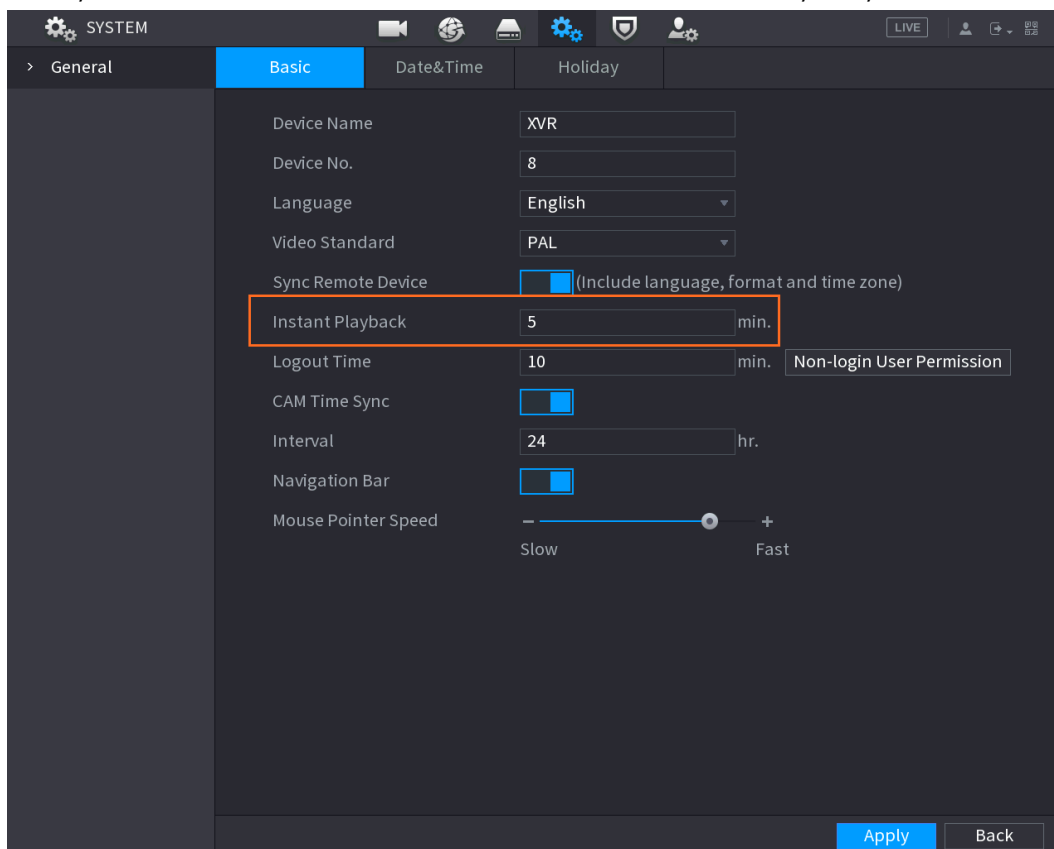 SYSTEM LIVE
> General Basic Date&Time Holiday
Device Name XVR
Device No. 8
Language English
Video Standard PAL
Sync Remote Device (Include language, format and time zone)
Instant Playback 5 min.
Logout Time 10 min. Non-login User Permission
CAM Time Sync
Interval 24 hr.
Navigation Bar
Mouse Pointer Speed − +
Slow Fast
Apply Back